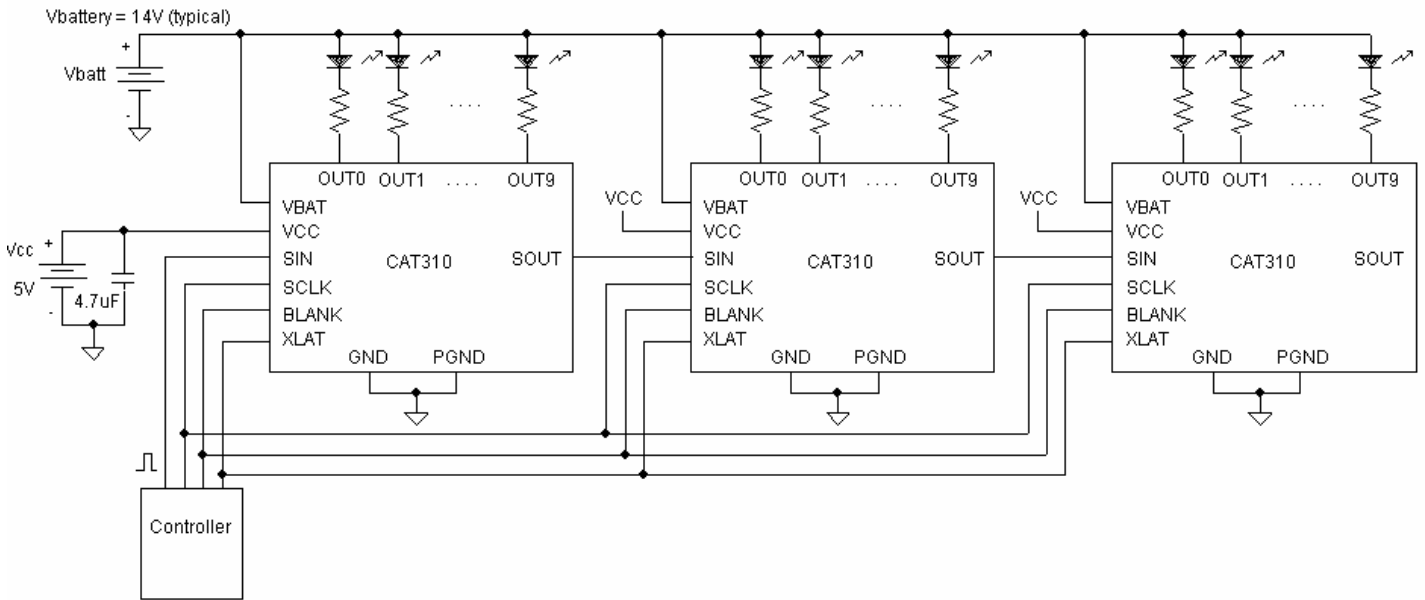 Vbattery = 14V (typical)
+
Vbatt
-
OUT0 OUT1 .... OUT9
VBAT
VCC
SIN
SCLK
BLANK
XLAT
CAT310
SOUT
GND PGND
....
VCC
OUT0 OUT1 .... OUT9
VBAT
VCC
SIN
SCLK
BLANK
XLAT
CAT310
SOUT
GND PGND
....
VCC
OUT0 OUT1 .... OUT9
VBAT
VCC
SIN
SCLK
BLANK
XLAT
CAT310
SOUT
GND PGND
....
Vcc +
5V
-
4.7uF
Controller